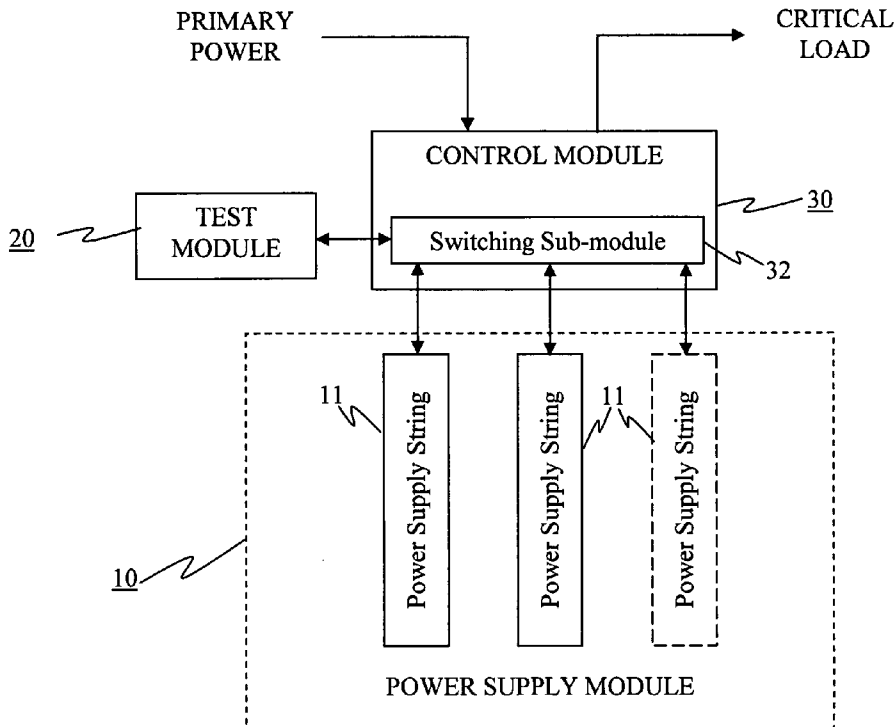 PRIMARY
POWER
CRITICAL
LOAD
CONTROL MODULE
30
TEST
MODULE
20
Switching Sub-module
32
11
11
Power Supply String
Power Supply String
Power Supply String
10
POWER SUPPLY MODULE